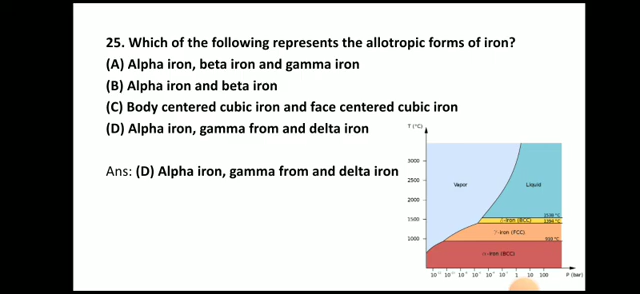 25. Which of the following represents the allotropic forms of iron?
(A) Alpha iron, beta iron and gamma iron
(B) Alpha iron and beta iron
(C) Body centered cubic iron and face centered cubic iron
(D) Alpha iron, gamma from and delta iron
Ans: (D) Alpha iron, gamma from and delta iron
T (°C)
3000
2500
2000
1500
1000
Vapor
Liquid
δ-iron (BCC)
1394 °C
γ-iron (FCC)
α-iron (BCC)
1
10
100
P (bar)